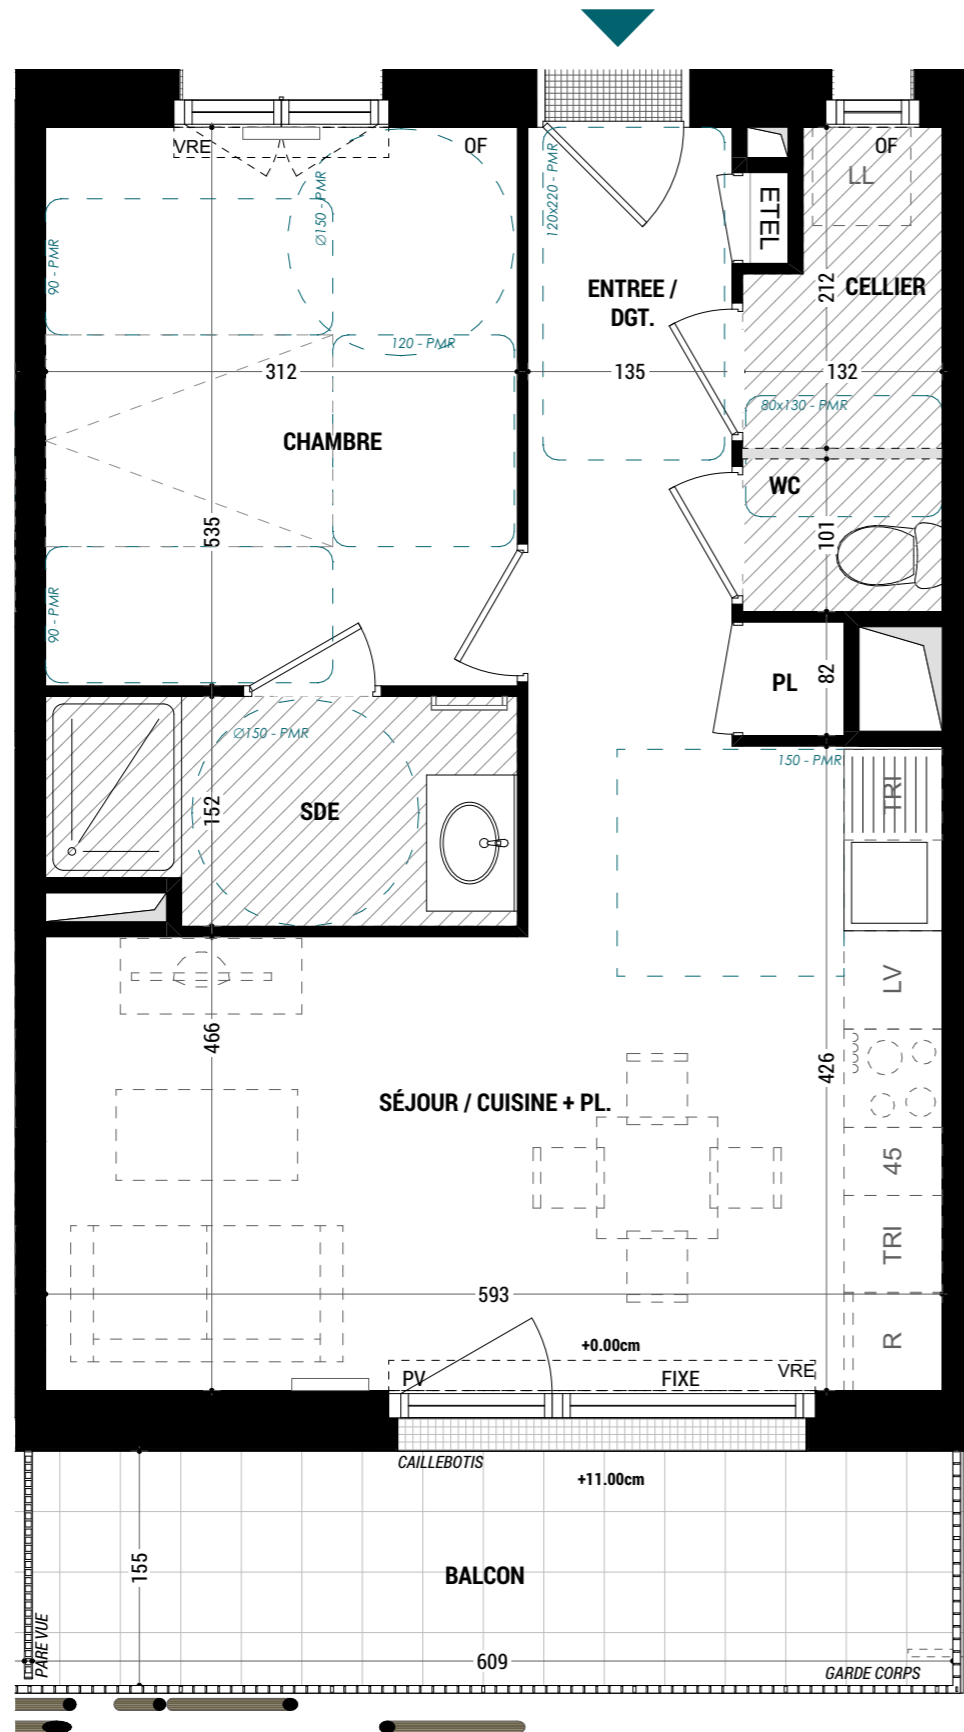 VRE
OF
OF
LL
Ø150 - PMR
120x220 - PMR
ETEL
90 - PMR
ENTREE /
DGT.
212
CELLIER
120 - PMR
312
135
132
80x130 - PMR
CHAMBRE
WC
535
101
90 - PMR
PL
82
Ø150 - PMR
150 - PMR
TRI
SDE
152
LV
466
426
SÉJOUR / CUISINE + PL.
45
TRI
593
R
+0.00cm
PV
FIXE
VRE
CAILLEBOTIS
+11.00cm
155
BALCON
PARE VUE
609
GARDE CORPS